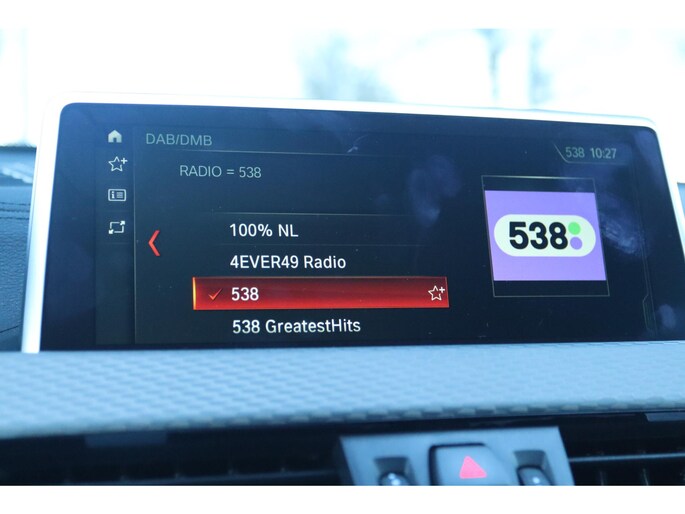 DAB/DMB
538 10:27
RADIO = 538
100% NL
4EVER49 Radio
538
538 GreatestHits
538